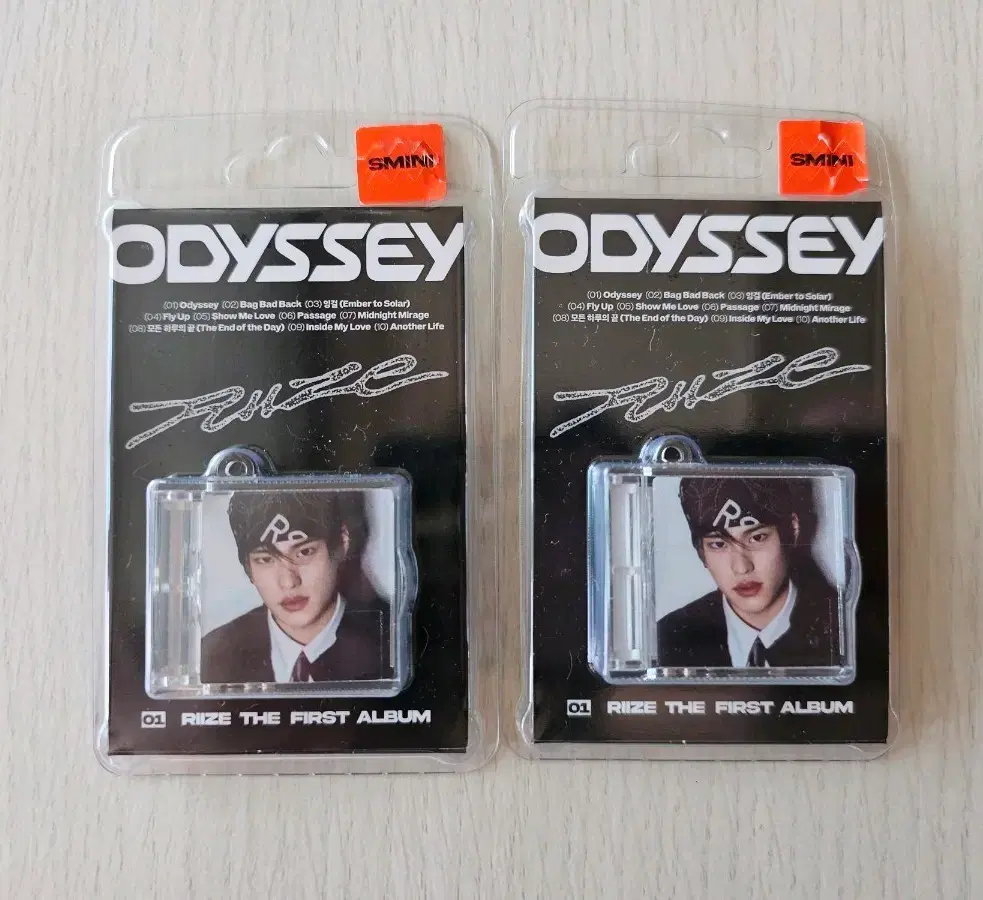 SMINI
ODYSSEY
(01) Odyssey (02) Bag Bad Back (03) 잉걸 (Ember to Solar)
(04) Fly Up (05) Show Me Love (06) Passage (07) Midnight Mirage
(08) 모든 하루의 끝 (The End of the Day) (09) Inside My Love (10) Another Life
RIIZE
01 RIIZE THE FIRST ALBUM
SMINI
ODYSSEY
(01) Odyssey (02) Bag Bad Back (03) 잉걸 (Ember to Solar)
(04) Fly Up (05) Show Me Love (06) Passage (07) Midnight Mirage
(08) 모든 하루의 끝 (The End of the Day) (09) Inside My Love (10) Another Life
RIIZE
01 RIIZE THE FIRST ALBUM